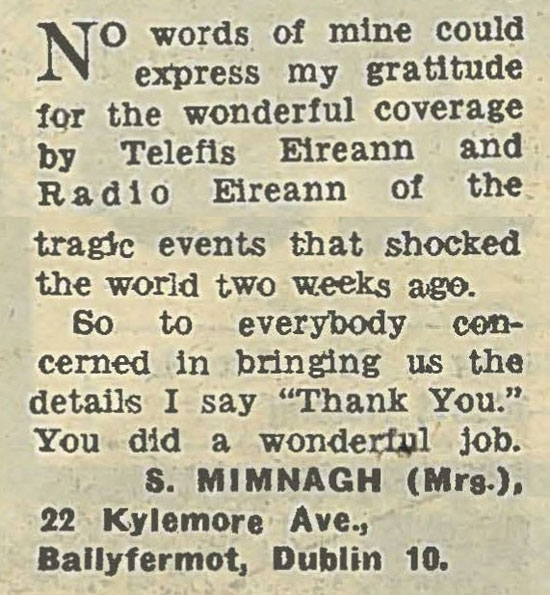 No words of mine could
express my gratitude
for the wonderful coverage
by Telefis Eireann and
Radio Eireann of the
tragic events that shocked
the world two weeks ago.
So to everybody con-
cerned in bringing us the
details I say “Thank You.”
You did a wonderful job.
S. MIMNAGH (Mrs.),
22 Kylemore Ave.,
Ballyfermot, Dublin 10.